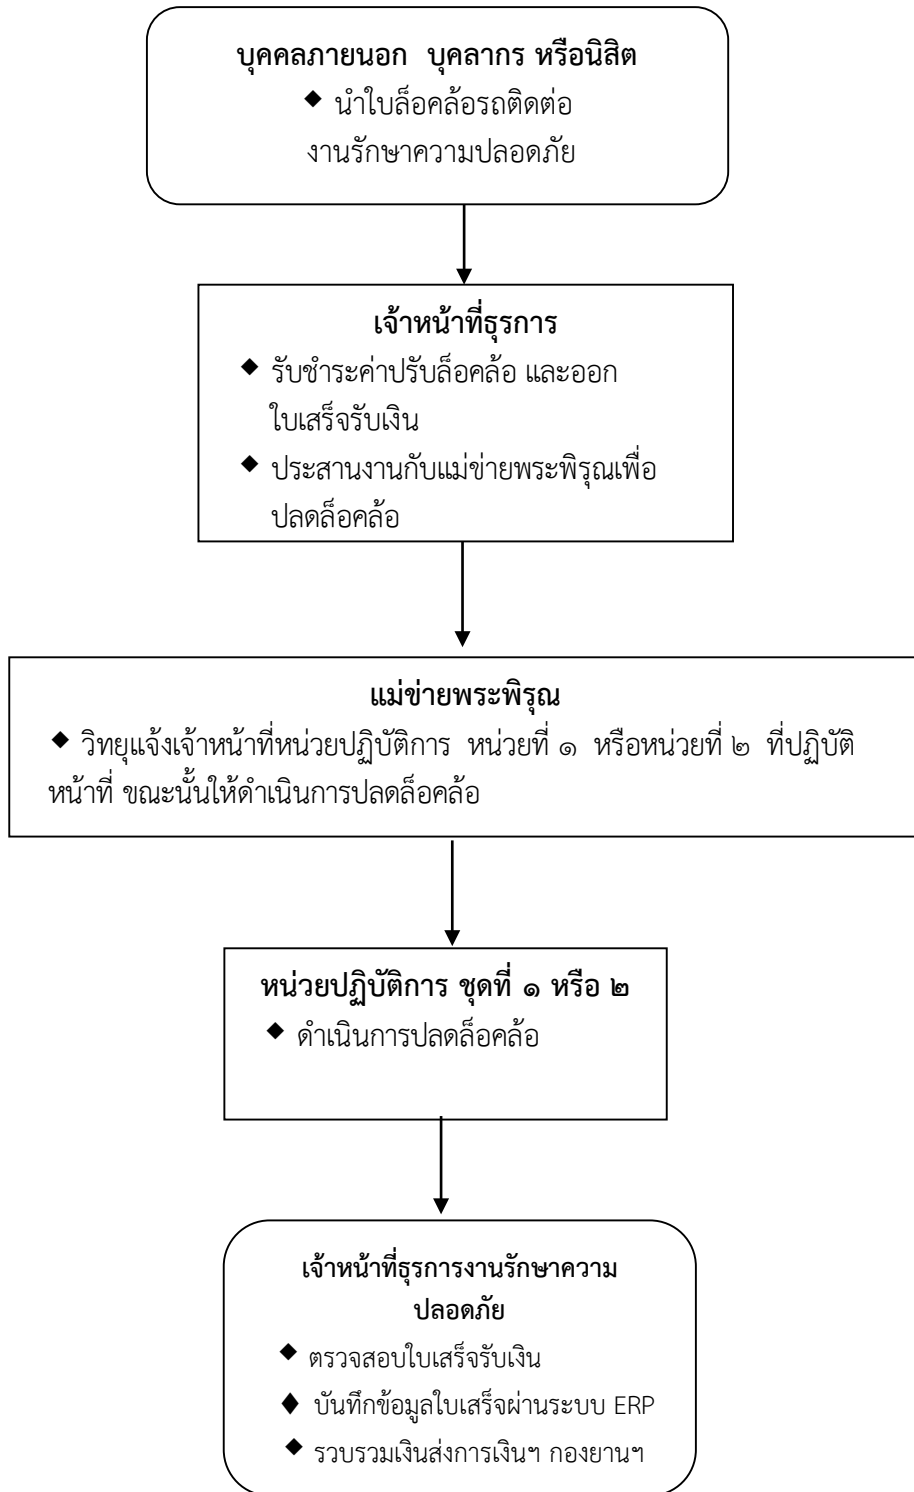 บุคคลภายนอก  บุคลากร หรือนิสิต
◆ นำใบล็อคล้อรถติดต่อ
งานรักษาความปลอดภัย
เจ้าหน้าที่ธุรการ
◆ รับชำระค่าปรับล็อคล้อ และออก
ใบเสร็จรับเงิน
◆ ประสานงานกับแม่ข่ายพระพิรุณเพื่อ
ปลดล็อคล้อ
แม่ข่ายพระพิรุณ
◆ วิทยุแจ้งเจ้าหน้าที่หน่วยปฏิบัติการ  หน่วยที่ ๑  หรือหน่วยที่ ๒  ที่ปฏิบัติ
หน้าที่ ขณะนั้นให้ดำเนินการปลดล็อคล้อ
หน่วยปฏิบัติการ ชุดที่ ๑ หรือ ๒
◆ ดำเนินการปลดล็อคล้อ
เจ้าหน้าที่ธุรการงานรักษาความ
ปลอดภัย
◆ ตรวจสอบใบเสร็จรับเงิน
◆ บันทึกข้อมูลใบเสร็จผ่านระบบ ERP
◆ รวบรวมเงินส่งการเงินฯ กองยานฯ